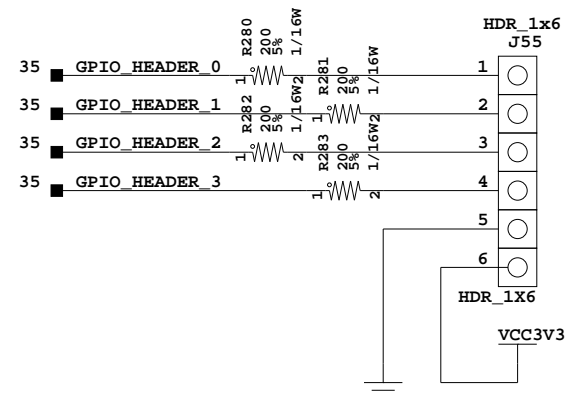 HDR_1x6
J55
R280
200
5%
1/16W
35 GPIO_HEADER_0
1 2
1
R281
200
5%
1/16W
35 GPIO_HEADER_1
1 2
2
R282
200
5%
1/16W
35 GPIO_HEADER_2
1 2
3
R283
200
5%
1/16W
35 GPIO_HEADER_3
1 2
4
5
6
HDR_1X6
VCC3V3